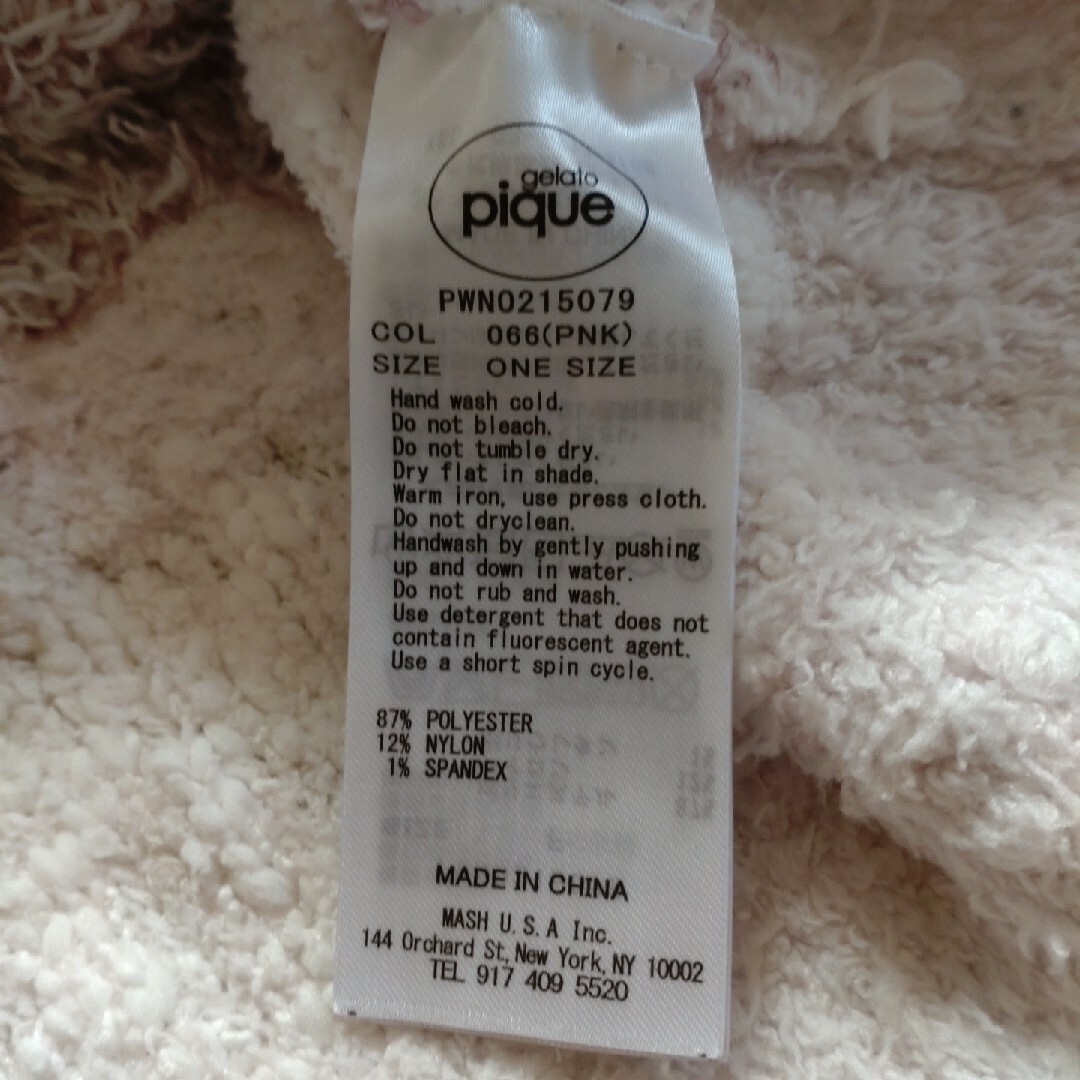 gelato
pique
PWNO215079
COL 066(PNK)
SIZE ONE SIZE
Hand wash cold.
Do not bleach.
Do not tumble dry.
Dry flat in shade.
Warm iron, use press cloth.
Do not dryclean.
Handwash by gently pushing
up and down in water.
Do not rub and wash.
Use detergent that does not
contain fluorescent agent.
Use a short spin cycle.
87% POLYESTER
12% NYLON
1% SPANDEX
MADE IN CHINA
MASH U.S.A Inc.
144 Orchard St, New York, NY 10002
TEL 917 409 5520